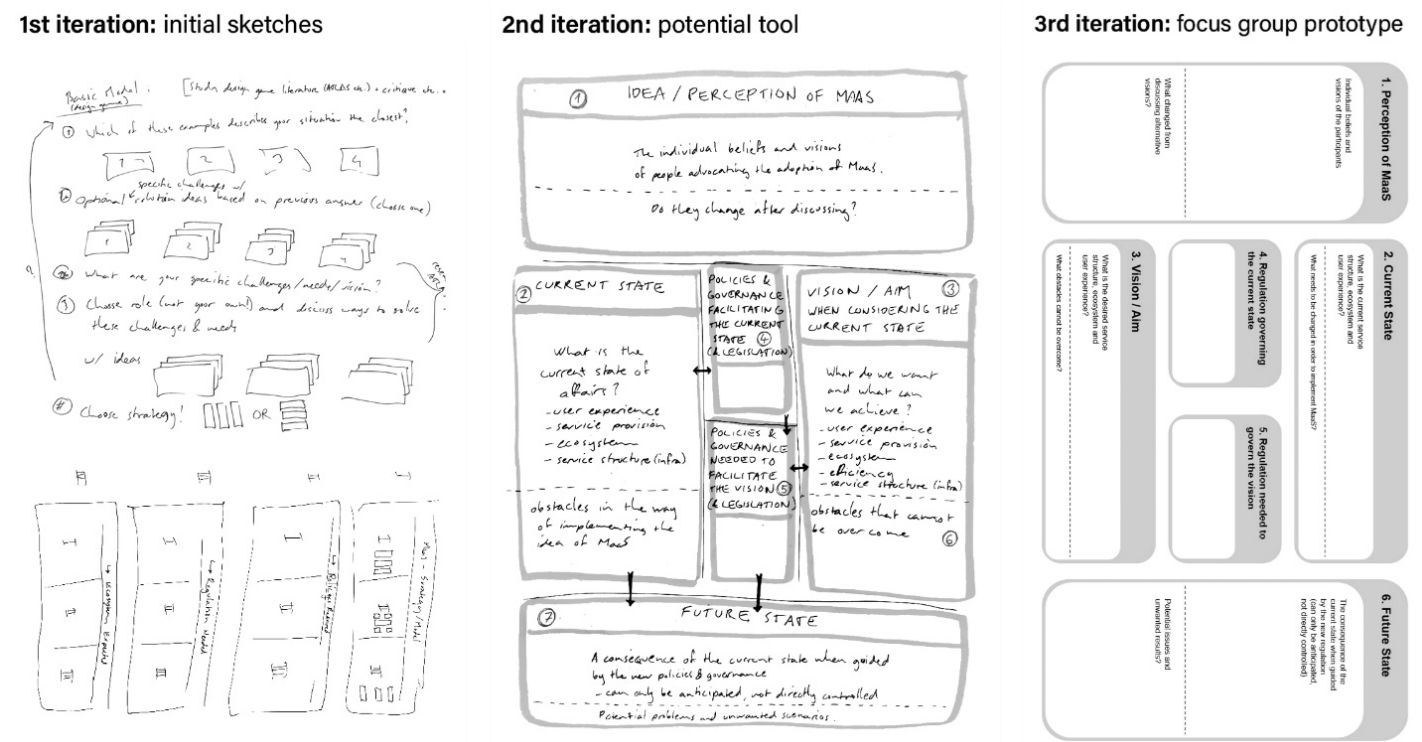 1st iteration: initial sketches
Basic Model.
(design game)
[Study design game literature (ATLAS etc.) + critique etc...
① Which of these examples describes your situation the closest?
1 2 3 4
specific challenges w/
Optional solution ideas based on previous answer (choose one)
1 2 3 4
What are your specific challenges/needs/vision?
③ Choose role (not your own!) and discuss ways to solve
these challenges & needs
w/ ideas
Choose strategy! OR
MaaS - Strategy/Model
↳ Regulation Needed
↳ Ecosystem Expected
2nd iteration: potential tool
① IDEA / PERCEPTION OF MAAS
The individual beliefs and visions
of people advocating the adoption of MaaS.
Do they change after discussing?
② CURRENT STATE
What is the
current state of
affairs?
- user experience
- service provision
- ecosystem
- service structure (infra)
obstacles in the way
of implementing the
idea of MaaS
POLICIES &
GOVERNANCE
FACILITATING
THE CURRENT
STATE ④
(& LEGISLATION)
POLICIES &
GOVERNANCE
NEEDED TO
FACILITATE
THE VISION ⑤
(& LEGISLATION)
VISION / AIM ③
WHEN CONSIDERING THE
CURRENT STATE
What do we want
and what can
we achieve?
- user experience
- service provision
- ecosystem
- efficiency
- service structure (infra)
obstacles that cannot
be overcome ⑥
⑦ FUTURE STATE
A consequence of the current state when guided
by the new policies & governance
- can only be anticipated, not directly controlled
Potential problems and unwanted scenarios.
3rd iteration: focus group prototype
1. Perception of MaaS
Individual beliefs and
visions of the participants
What changed from
discussing alternative
visions?
2. Current State
What is the current service
structure, ecosystem and
user experience?
What needs to be changed in order to implement MaaS?
4. Regulation governing
the current state
5. Regulation needed to
govern the vision
3. Vision / Aim
What is the desired service
structure, ecosystem and
user experience?
What obstacles cannot be overcome?
6. Future State
The consequence of the
current state when guided
by the new regulation
(can only be anticipated,
not directly controlled)
Potential issues and
unwanted results?